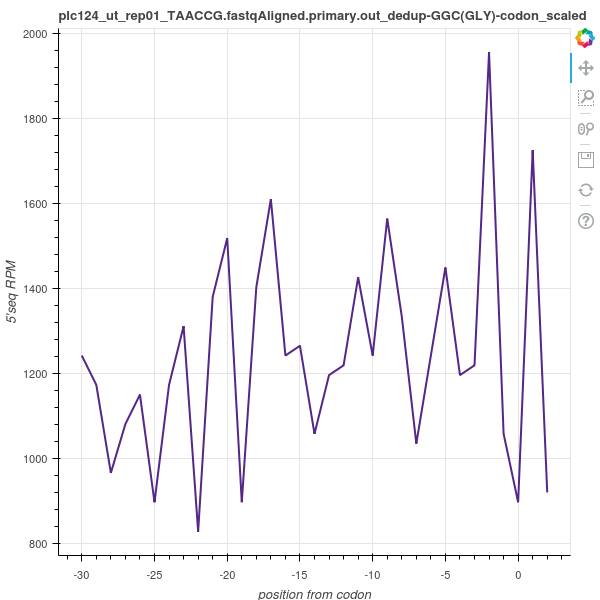 plc124_ut_rep01_TAACCG.fastqAligned.primary.out_dedup-GGC(GLY)-codon_scaled
2000
1800
1600
1400
1200
1000
800
5'seq RPM
-30 -25 -20 -15 -10 -5 0
position from codon